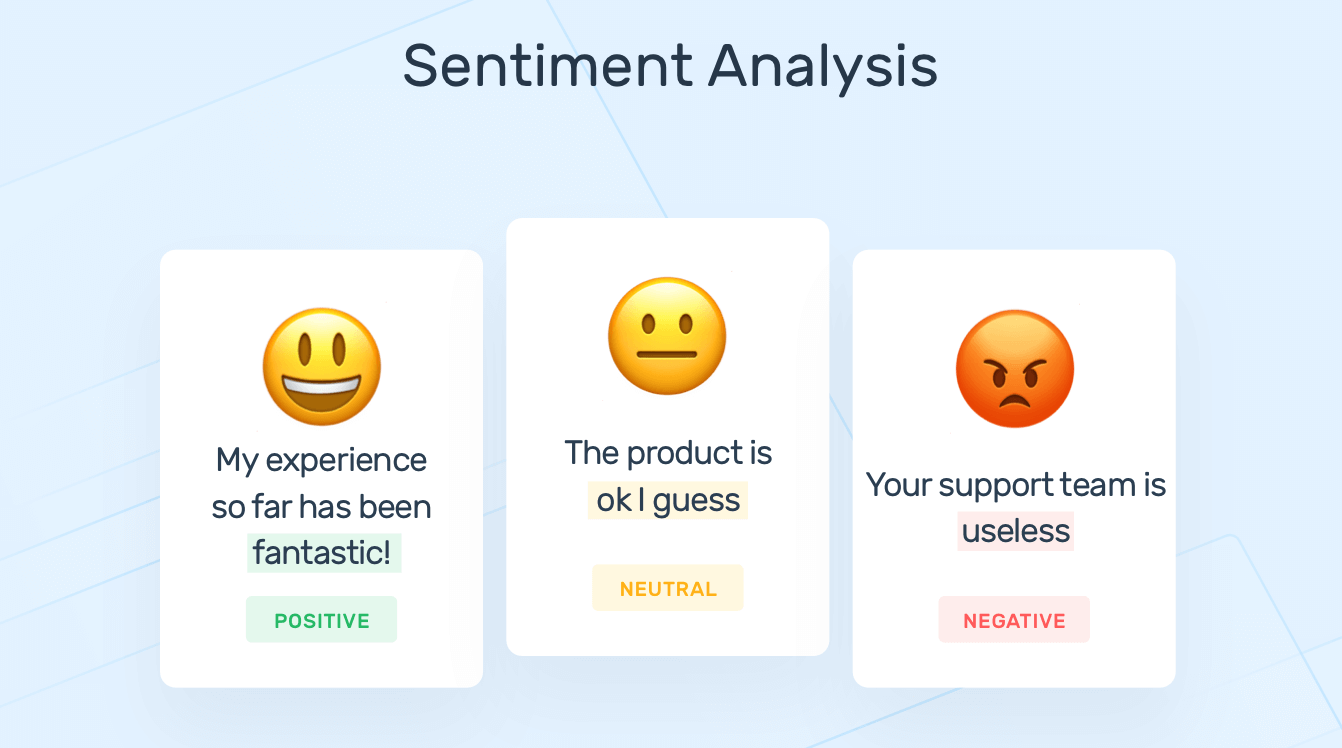 Sentiment Analysis
My experience
so far has been
fantastic!
POSITIVE
The product is
ok I guess
NEUTRAL
Your support team is
useless
NEGATIVE